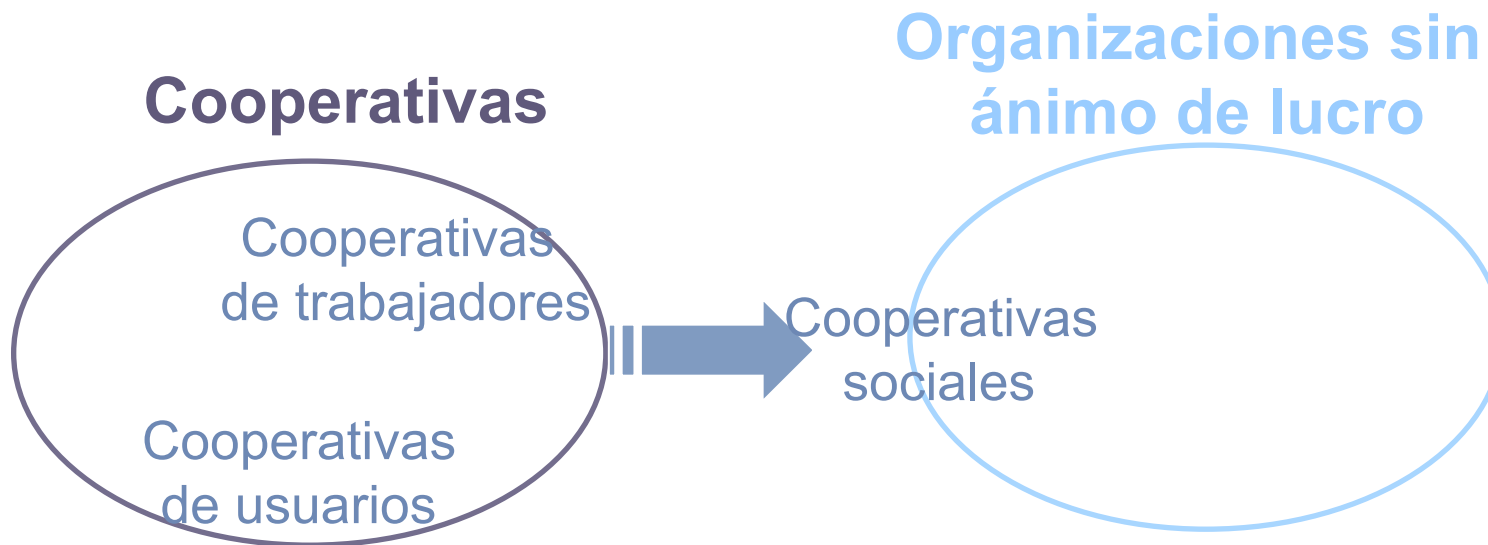 Organizaciones sin
ánimo de lucro
Cooperativas
Cooperativas
de trabajadores
Cooperativas
sociales
Cooperativas
de usuarios